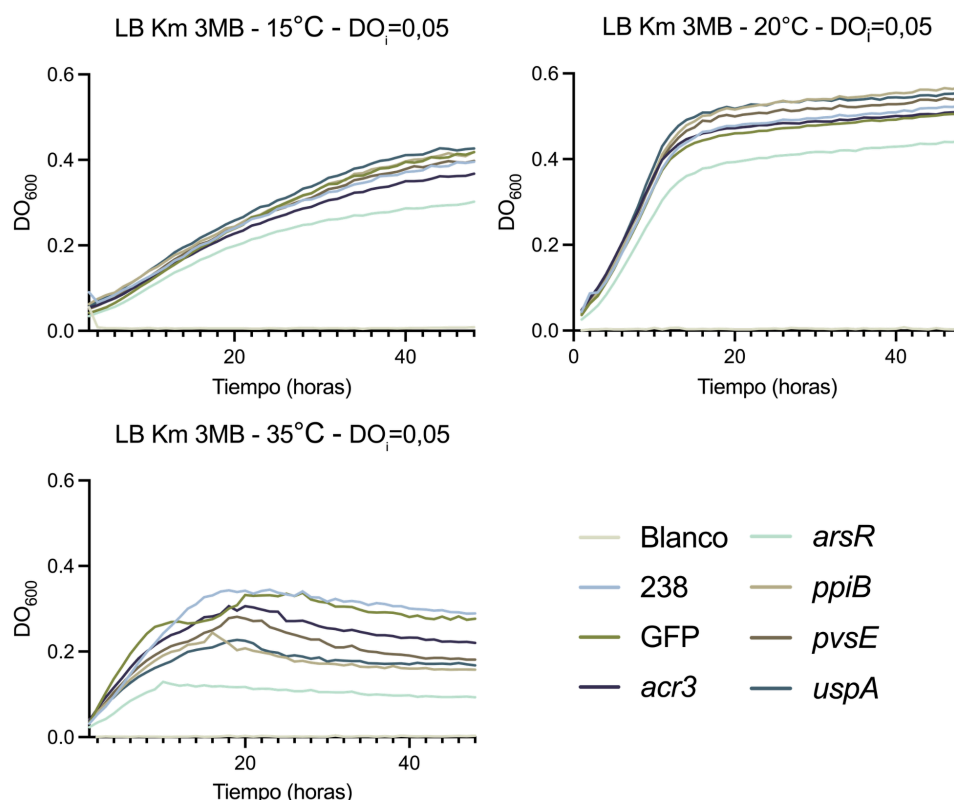 LB Km 3MB - 15°C - DOi=0,05
0.6
0.4
0.2
0.0
DO600
20
40
Tiempo (horas)
LB Km 3MB - 20°C - DOi=0,05
0.6
0.4
0.2
0.0
DO600
0
20
40
Tiempo (horas)
LB Km 3MB - 35°C - DOi=0,05
0.6
0.4
0.2
0.0
DO600
20
40
Tiempo (horas)
Blanco
238
GFP
acr3
arsR
ppiB
pvsE
uspA